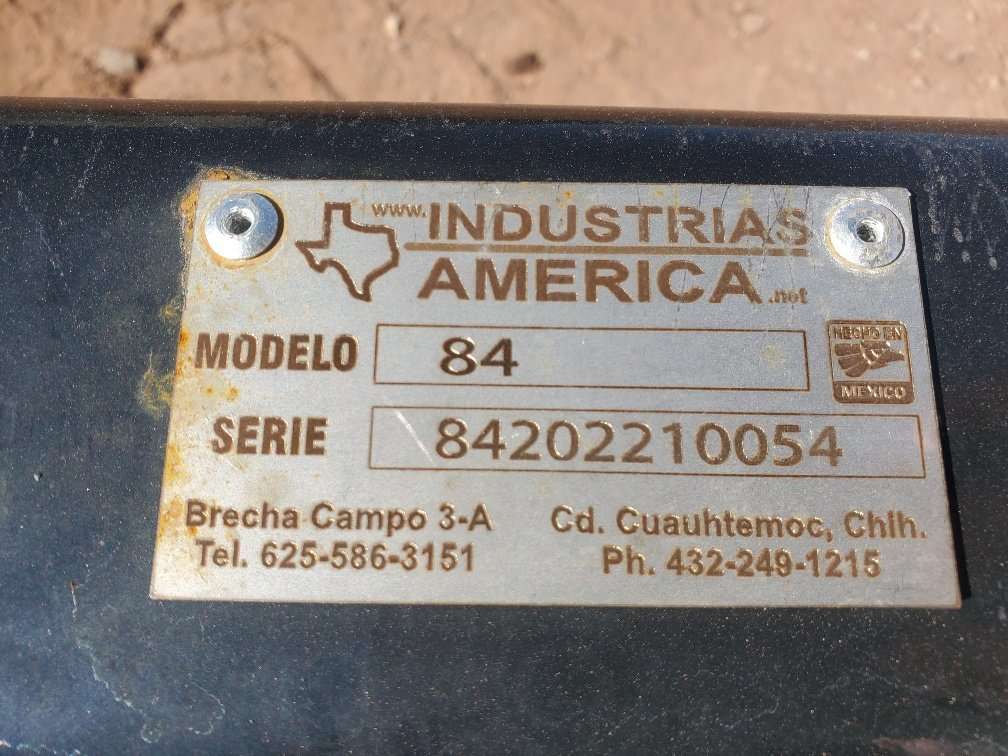 www. INDUSTRIAS
AMERICA .net
MODELO 84
HECHO EN
MEXICO
SERIE 84202210054
Brecha Campo 3-A Cd. Cuauhtemoc, Chih.
Tel. 625-586-3151 Ph. 432-249-1215